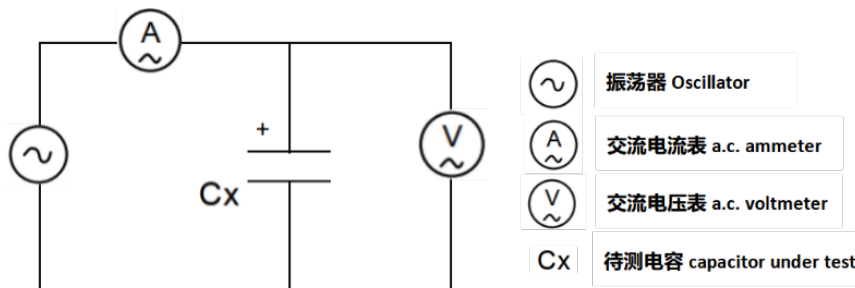 A
+
V
Cx
振荡器 Oscillator
A
交流电流表 a.c. ammeter
V
交流电压表 a.c. voltmeter
Cx
待测电容 capacitor under test